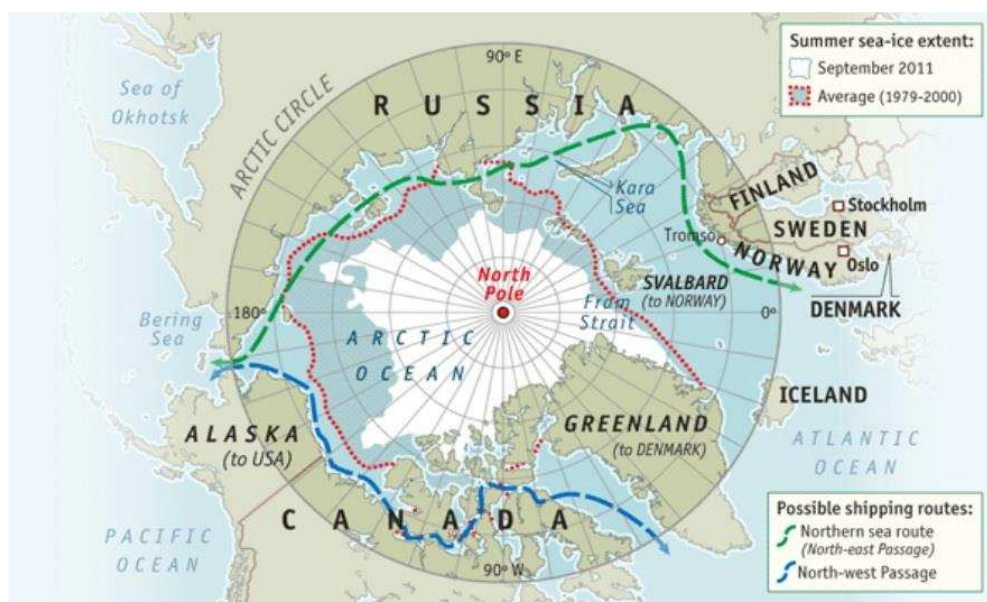 Summer sea-ice extent:
September 2011
Average (1979-2000)
90° E
Sea of
Okhotsk
ARCTIC CIRCLE
RUSSIA
Kara
Sea
FINLAND
Stockholm
SWEDEN
Tromsø
NORWAY
Oslo
DENMARK
SVALBARD
(to NORWAY)
North
Pole
Fram
Strait
180°
0°
Bering
Sea
ARCTIC
OCEAN
ICELAND
GREENLAND
(to DENMARK)
ALASKA
(to USA)
ATLANTIC
OCEAN
CANADA
PACIFIC
OCEAN
90° W
Possible shipping routes:
Northern sea route
(North-east Passage)
North-west Passage